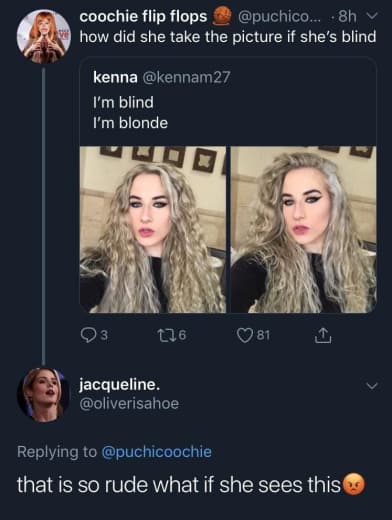 coochie flip flops @puchico... · 8h
how did she take the picture if she's blind
kenna @kennam27
I'm blind
I'm blonde
3 6 81
jacqueline.
@oliverisahoe
Replying to @puchicoochie
that is so rude what if she sees this😡